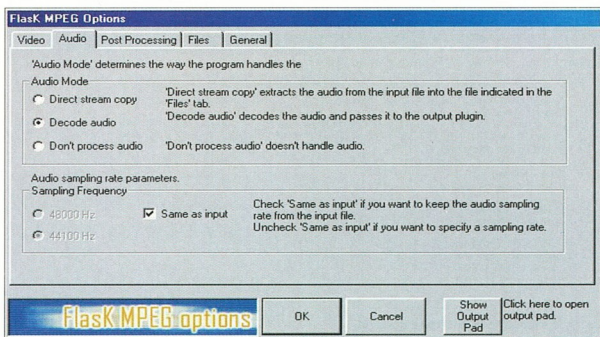 FlasK MPEG Options
Video Audio Post Processing Files General
'Audio Mode' determines the way the program handles the
Audio Mode
Direct stream copy 'Direct stream copy' extracts the audio from the input file into the file indicated in the
'Files' tab.
Decode audio 'Decode audio' decodes the audio and passes it to the output plugin.
Don't process audio 'Don't process audio' doesn't handle audio.
Audio sampling rate parameters.
Sampling Frequency
48000 Hz Same as input Check 'Same as input' if you want to keep the audio sampling
rate from the input file.
44100 Hz Uncheck 'Same as input' if you want to specify a sampling rate.
FlasK MPEG options OK Cancel Show Output Pad Click here to open
output pad.